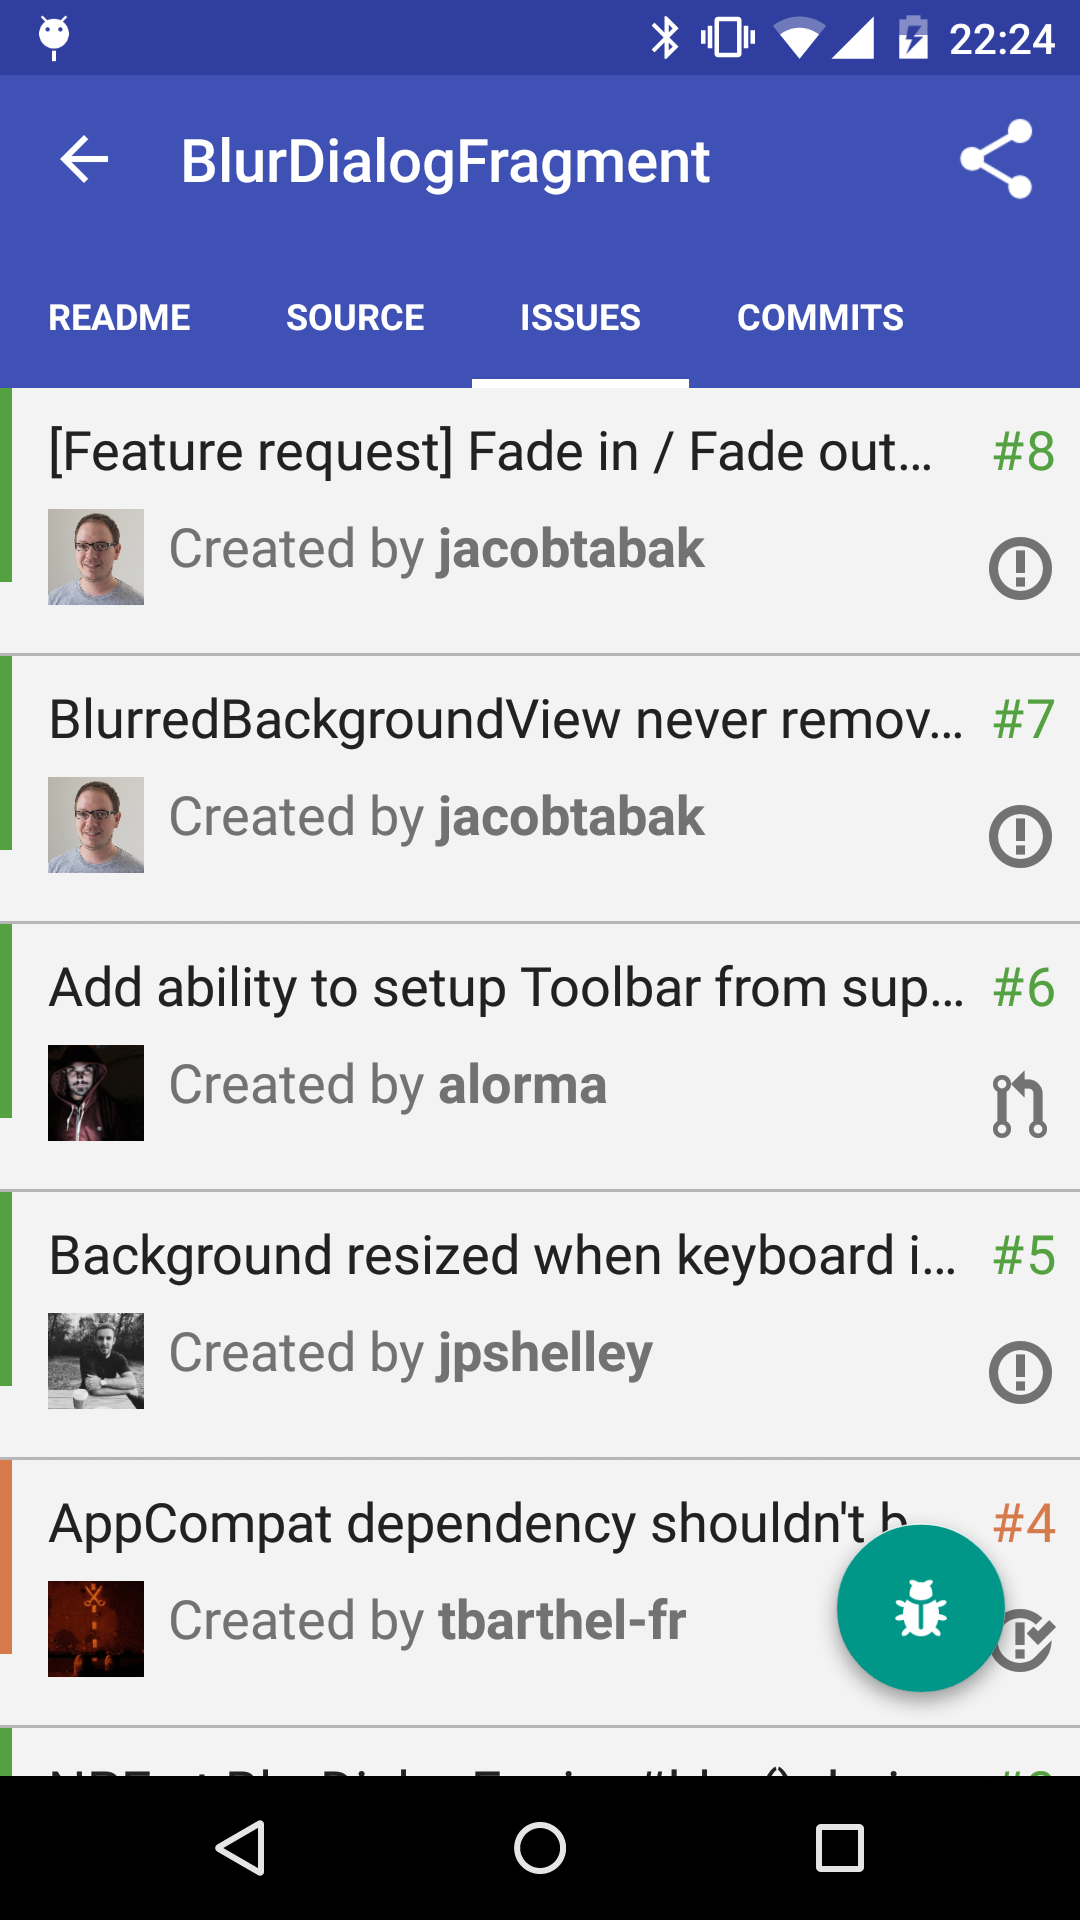 22:24
BlurDialogFragment
README SOURCE ISSUES COMMITS
[Feature request] Fade in / Fade out… #8
Created by jacobtabak
BlurredBackgroundView never remov… #7
Created by jacobtabak
Add ability to setup Toolbar from sup… #6
Created by alorma
Background resized when keyboard i… #5
Created by jpshelley
AppCompat dependency shouldn't b #4
Created by tbarthel-fr